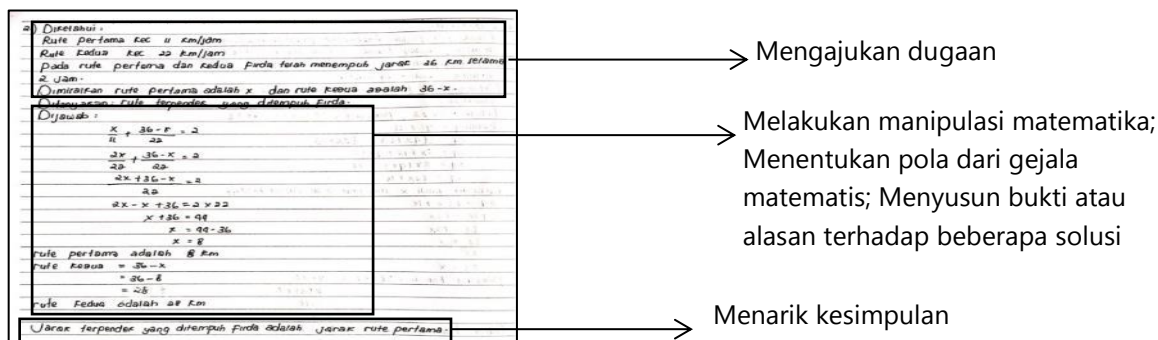 a) Diketahui :
Rute pertama kec 11 km/jam
Rute kedua kec 22 km/jam
Pada rute pertama dan kedua Firda telah menempuh jarak 36 km selama
2 jam.
Dimisalkan rute pertama adalah x dan rute kedua adalah 36-x.
Ditanyakan: rute terpendek yang ditempuh Firda.
Dijawab :
x/11 + 36-x/22 = 2
2x/22 + 36-x/22 = 2
2x+36-x/22 = 2
2x - x + 36 = 2 x 22
x + 36 = 44
x = 44-36
x = 8
rute pertama adalah 8 km
rute kedua = 36-x
= 36-8
= 28
rute kedua adalah 28 km
Jarak terpendek yang ditempuh Firda adalah jarak rute pertama.
Mengajukan dugaan
Melakukan manipulasi matematika;
Menentukan pola dari gejala
matematis; Menyusun bukti atau
alasan terhadap beberapa solusi
Menarik kesimpulan